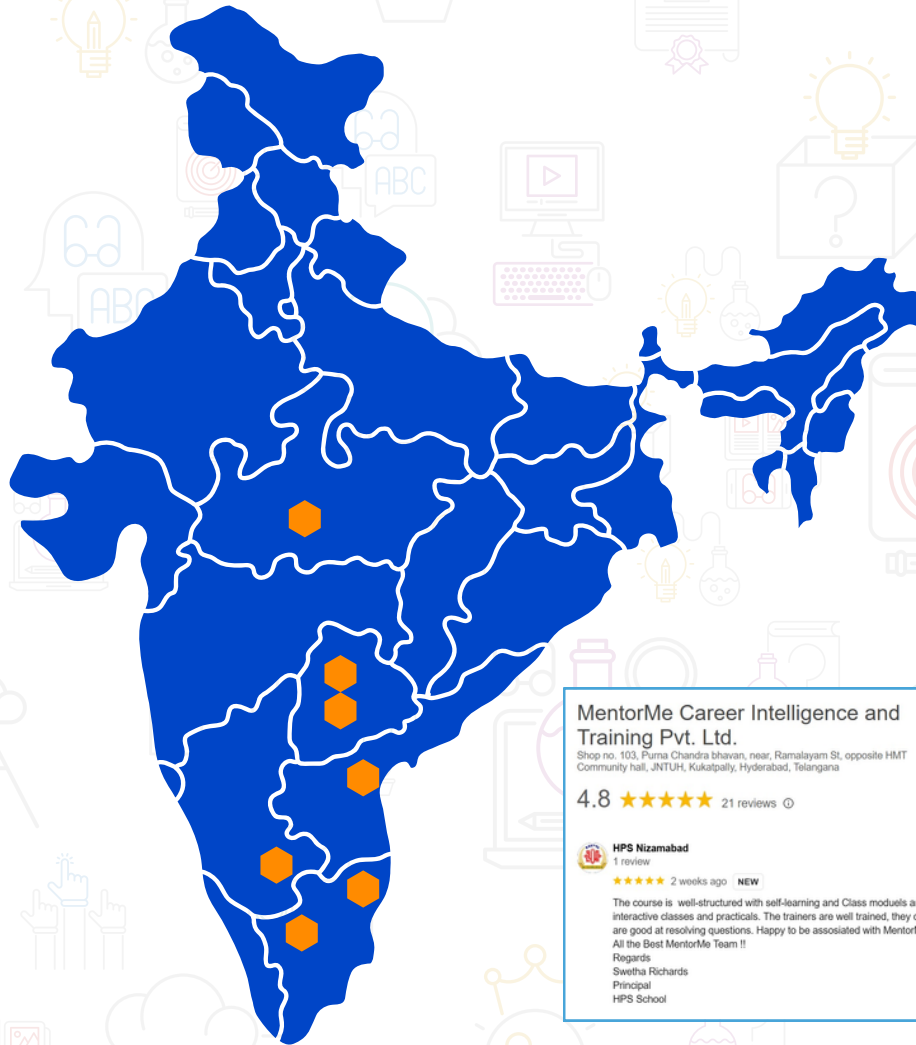 ABC
ABC
MentorMe Career Intelligence and
Training Pvt. Ltd.
Shop no. 103, Purna Chandra bhavan, near, Ramalayam St, opposite HMT
Community hall, JNTUH, Kukatpally, Hyderabad, Telangana
4.8 ★★★★★ 21 reviews
HPS Nizamabad
1 review
★★★★★ 2 weeks ago NEW
The course is well-structured with self-learning and Class moduels
interactive classes and practicals. The trainers are well trained, they
are good at resolving questions. Happy to be assosiated with
All the Best MentorMe Team !!
Regards
Swetha Richards
Principal
HPS School